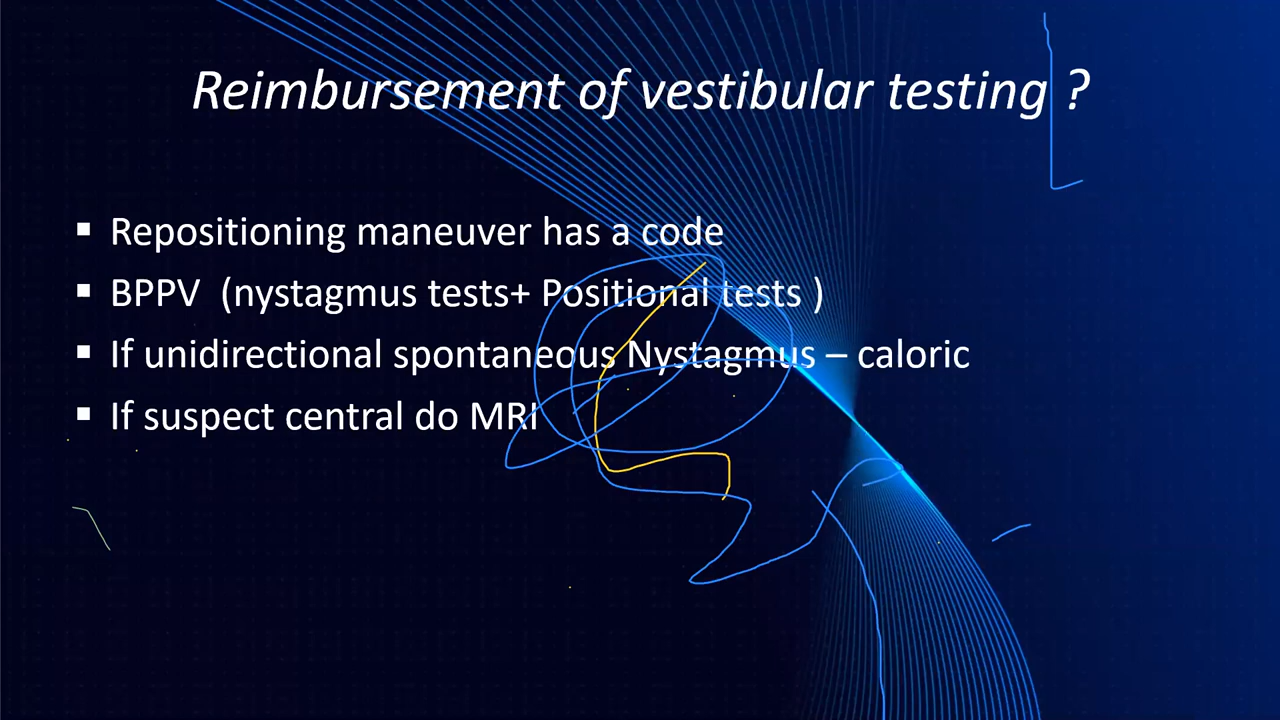 Reimbursement of vestibular testing ?
▪ Repositioning maneuver has a code
▪ BPPV (nystagmus tests+ Positional tests )
▪ If unidirectional spontaneous Nystagmus – caloric
▪ If suspect central do MRI